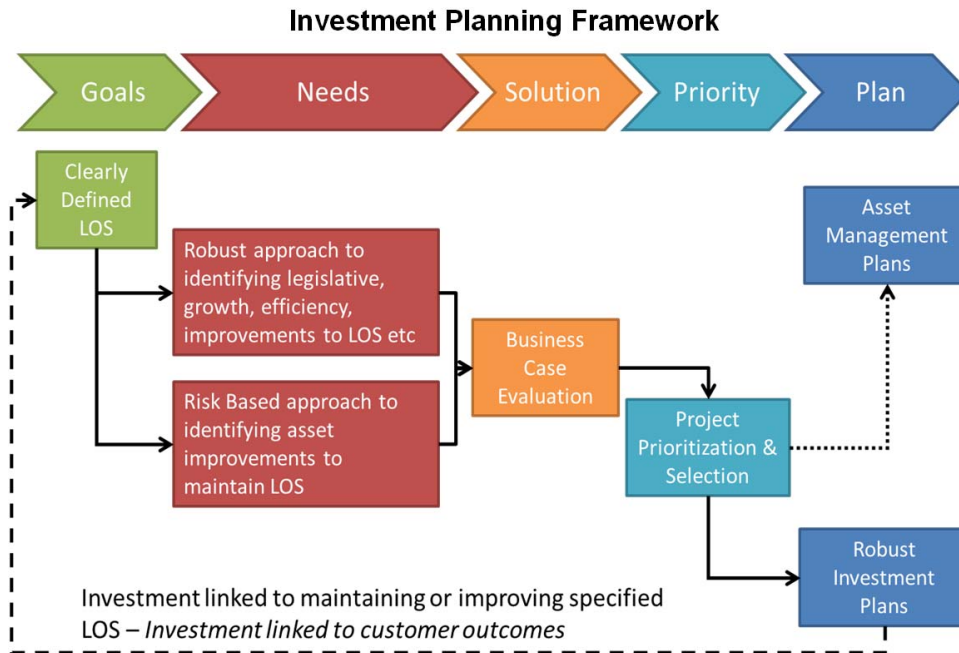 Investment Planning Framework
Goals
Needs
Solution
Priority
Plan
Clearly
Defined
LOS
Robust approach to
identifying legislative,
growth, efficiency,
improvements to LOS etc
Risk Based approach to
identifying asset
improvements to
maintain LOS
Business
Case
Evaluation
Project
Prioritization &
Selection
Asset
Management
Plans
Robust
Investment
Plans
Investment linked to maintaining or improving specified
LOS – Investment linked to customer outcomes